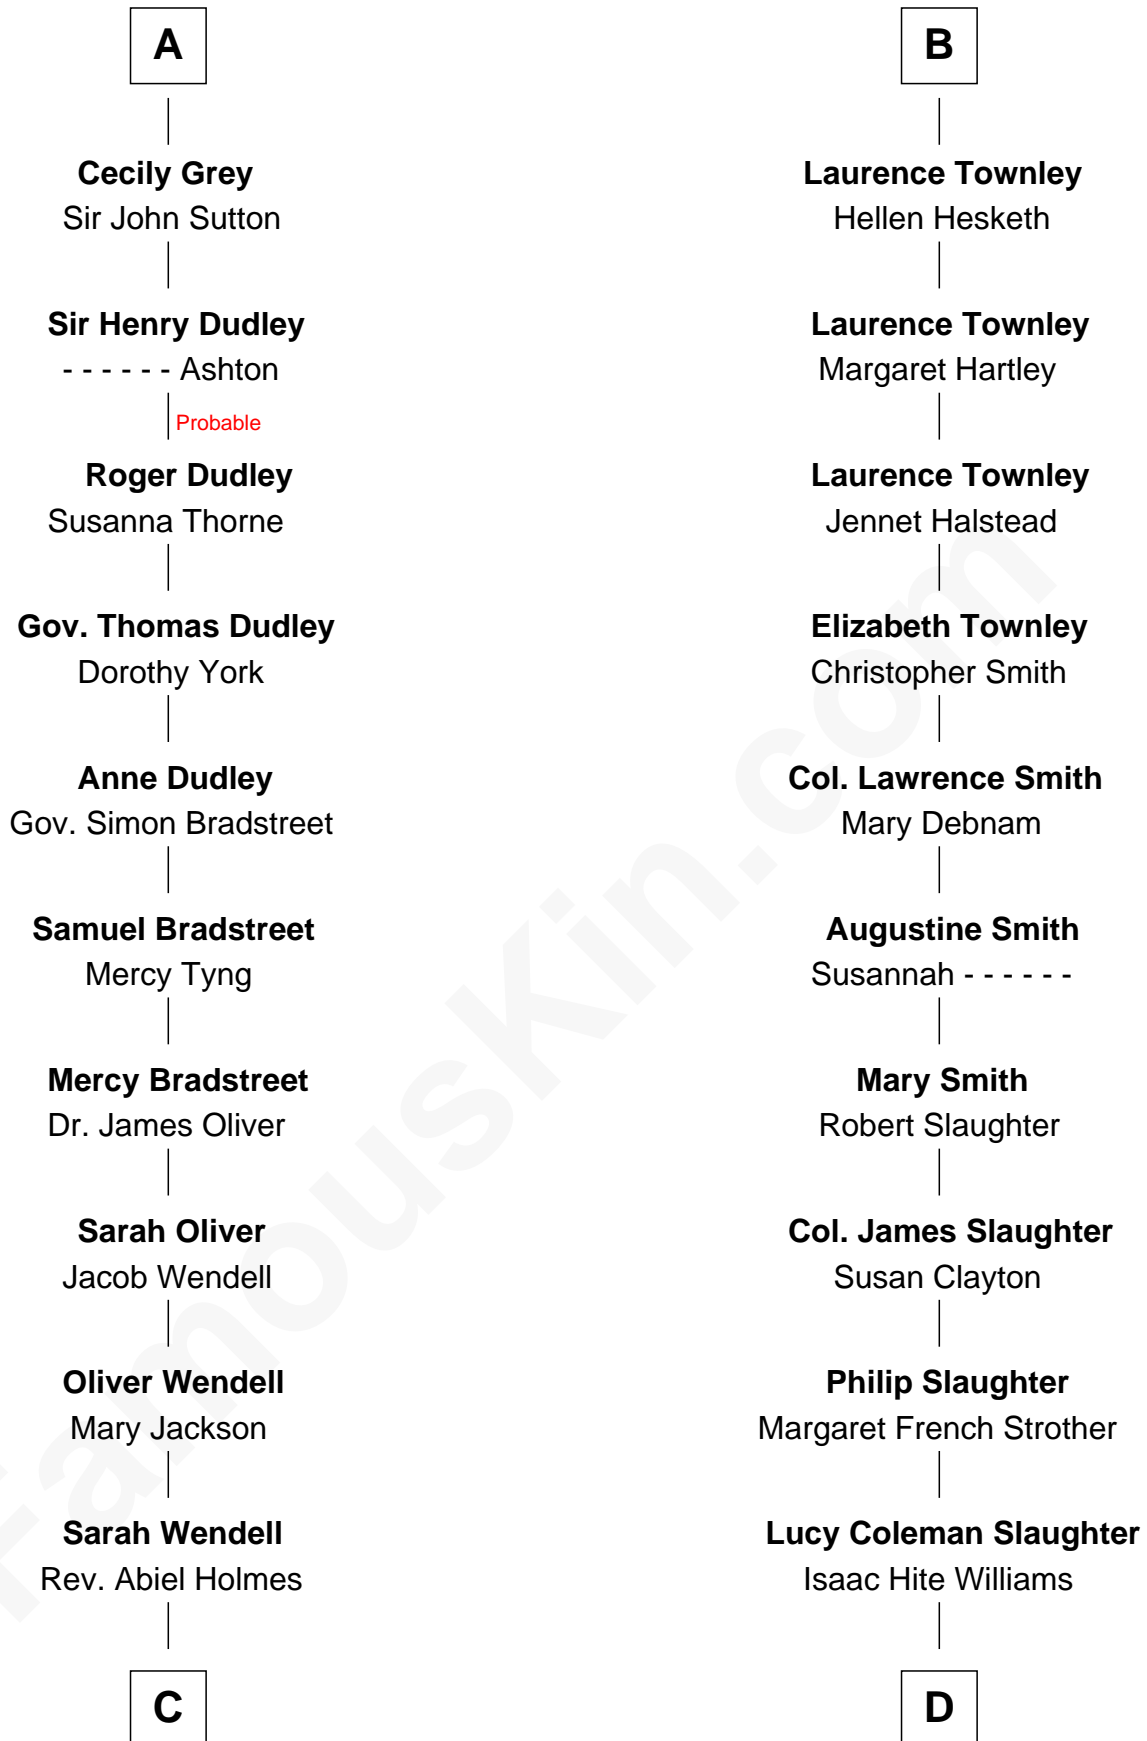 A
Cecily Grey
Sir John Sutton
Sir Henry Dudley
- - - - - - Ashton
Probable
Roger Dudley
Susanna Thorne
Gov. Thomas Dudley
Dorothy York
Anne Dudley
Gov. Simon Bradstreet
Samuel Bradstreet
Mercy Tyng
Mercy Bradstreet
Dr. James Oliver
Sarah Oliver
Jacob Wendell
Oliver Wendell
Mary Jackson
Sarah Wendell
Rev. Abiel Holmes
C
B
Laurence Townley
Hellen Hesketh
Laurence Townley
Margaret Hartley
Laurence Townley
Jennet Halstead
Elizabeth Townley
Christopher Smith
Col. Lawrence Smith
Mary Debnam
Augustine Smith
Susannah - - - - - -
Mary Smith
Robert Slaughter
Col. James Slaughter
Susan Clayton
Philip Slaughter
Margaret French Strother
Lucy Coleman Slaughter
Isaac Hite Williams
D
FamousKin.com